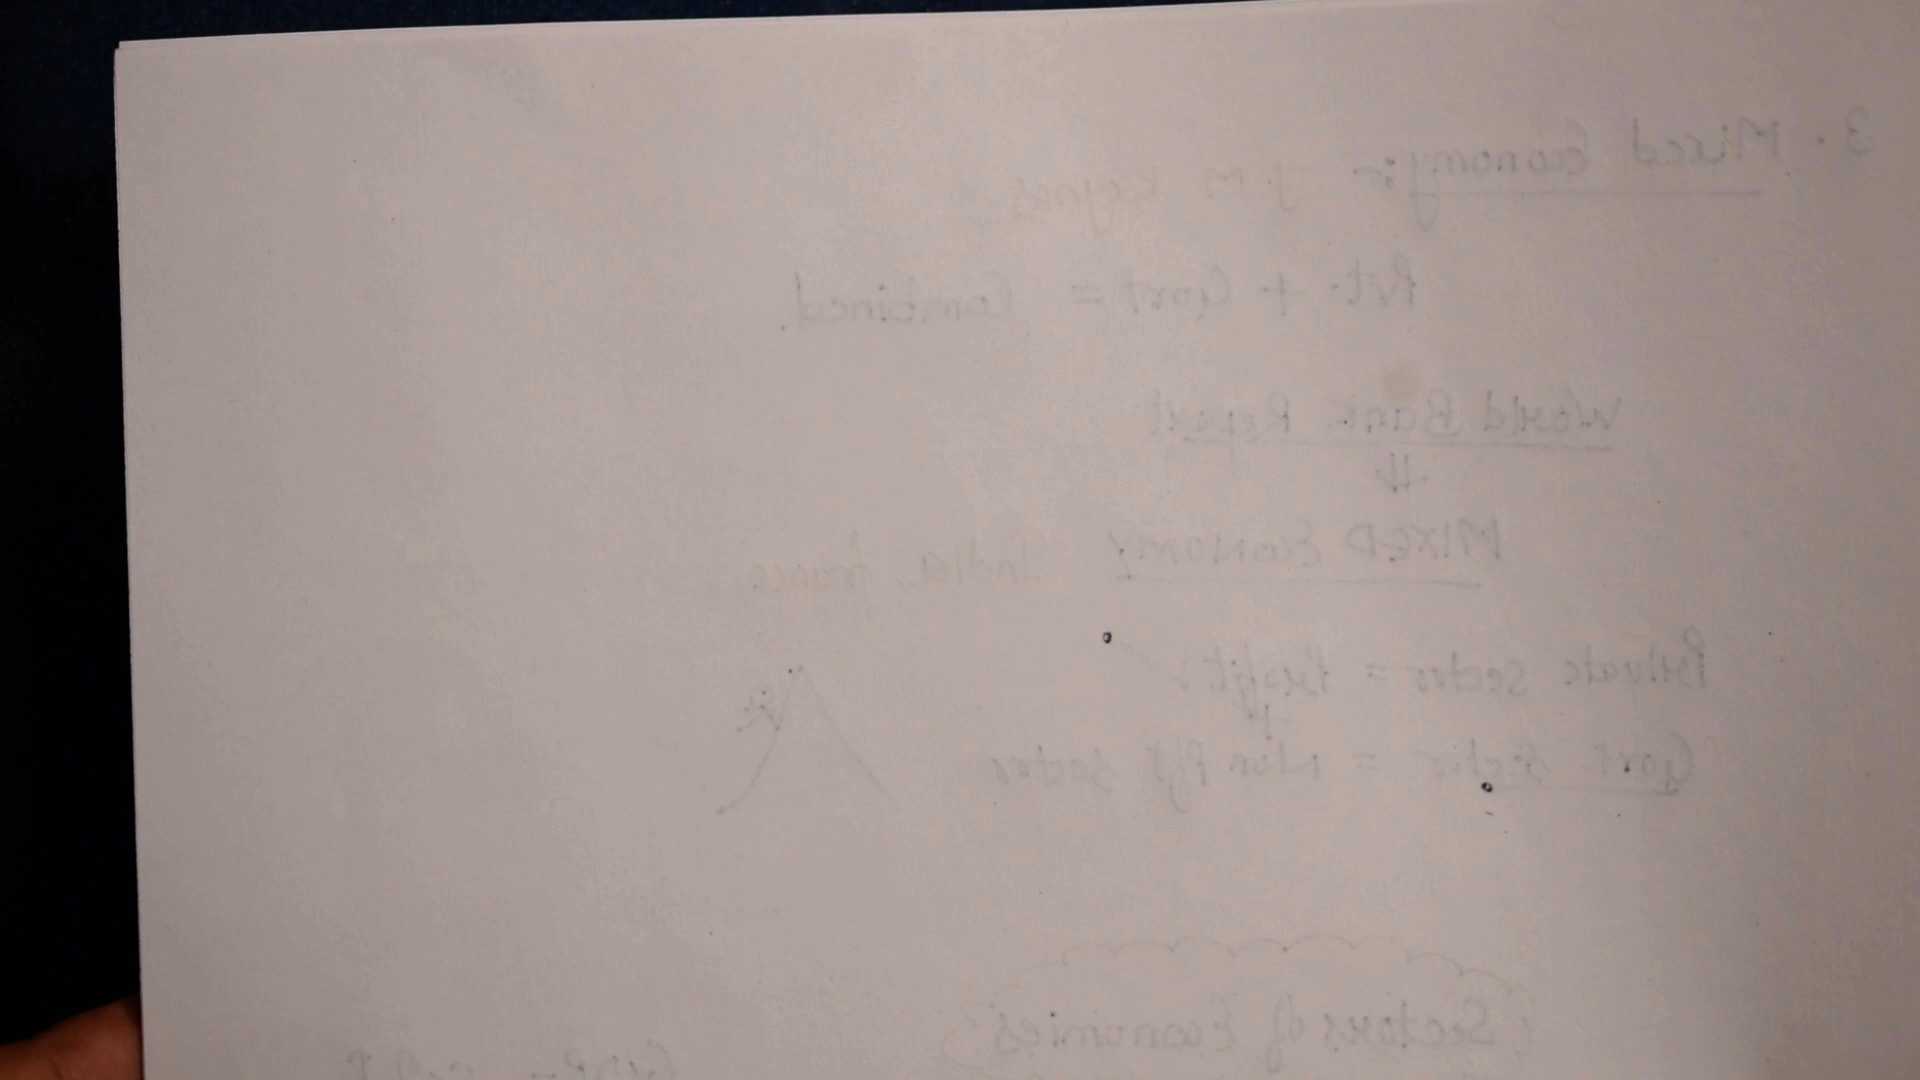 3. Mixed Economy:- J.M Keynes
Pvt. + Govt = Combined.
World Bank Report
⇓
MIXED ECONOMY India, france
Private sector = Profit
+
Govt. sector = Non Pft sector
Sectors of Economies